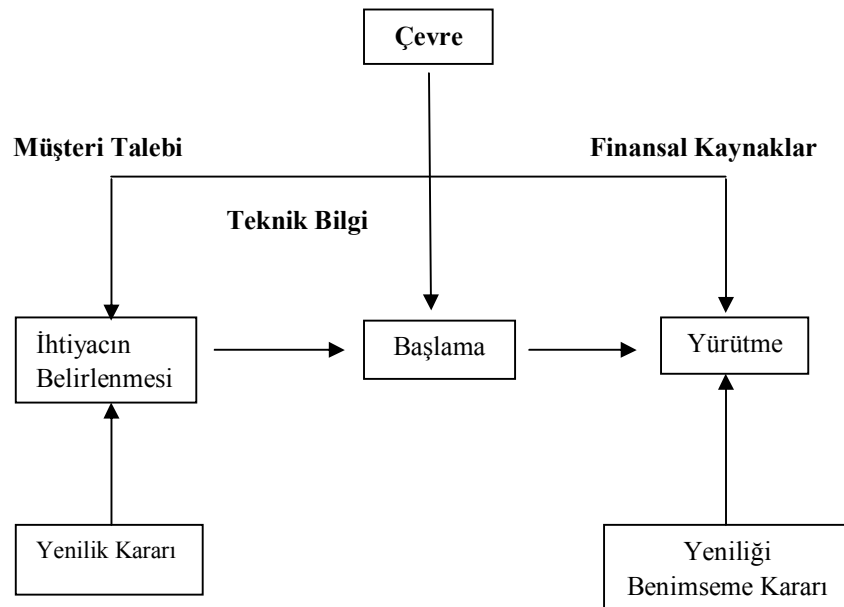 Çevre
Müşteri Talebi
Finansal Kaynaklar
Teknik Bilgi
İhtiyacın
Belirlenmesi
Başlama
Yürütme
Yenilik Kararı
Yeniliği
Benimseme Kararı